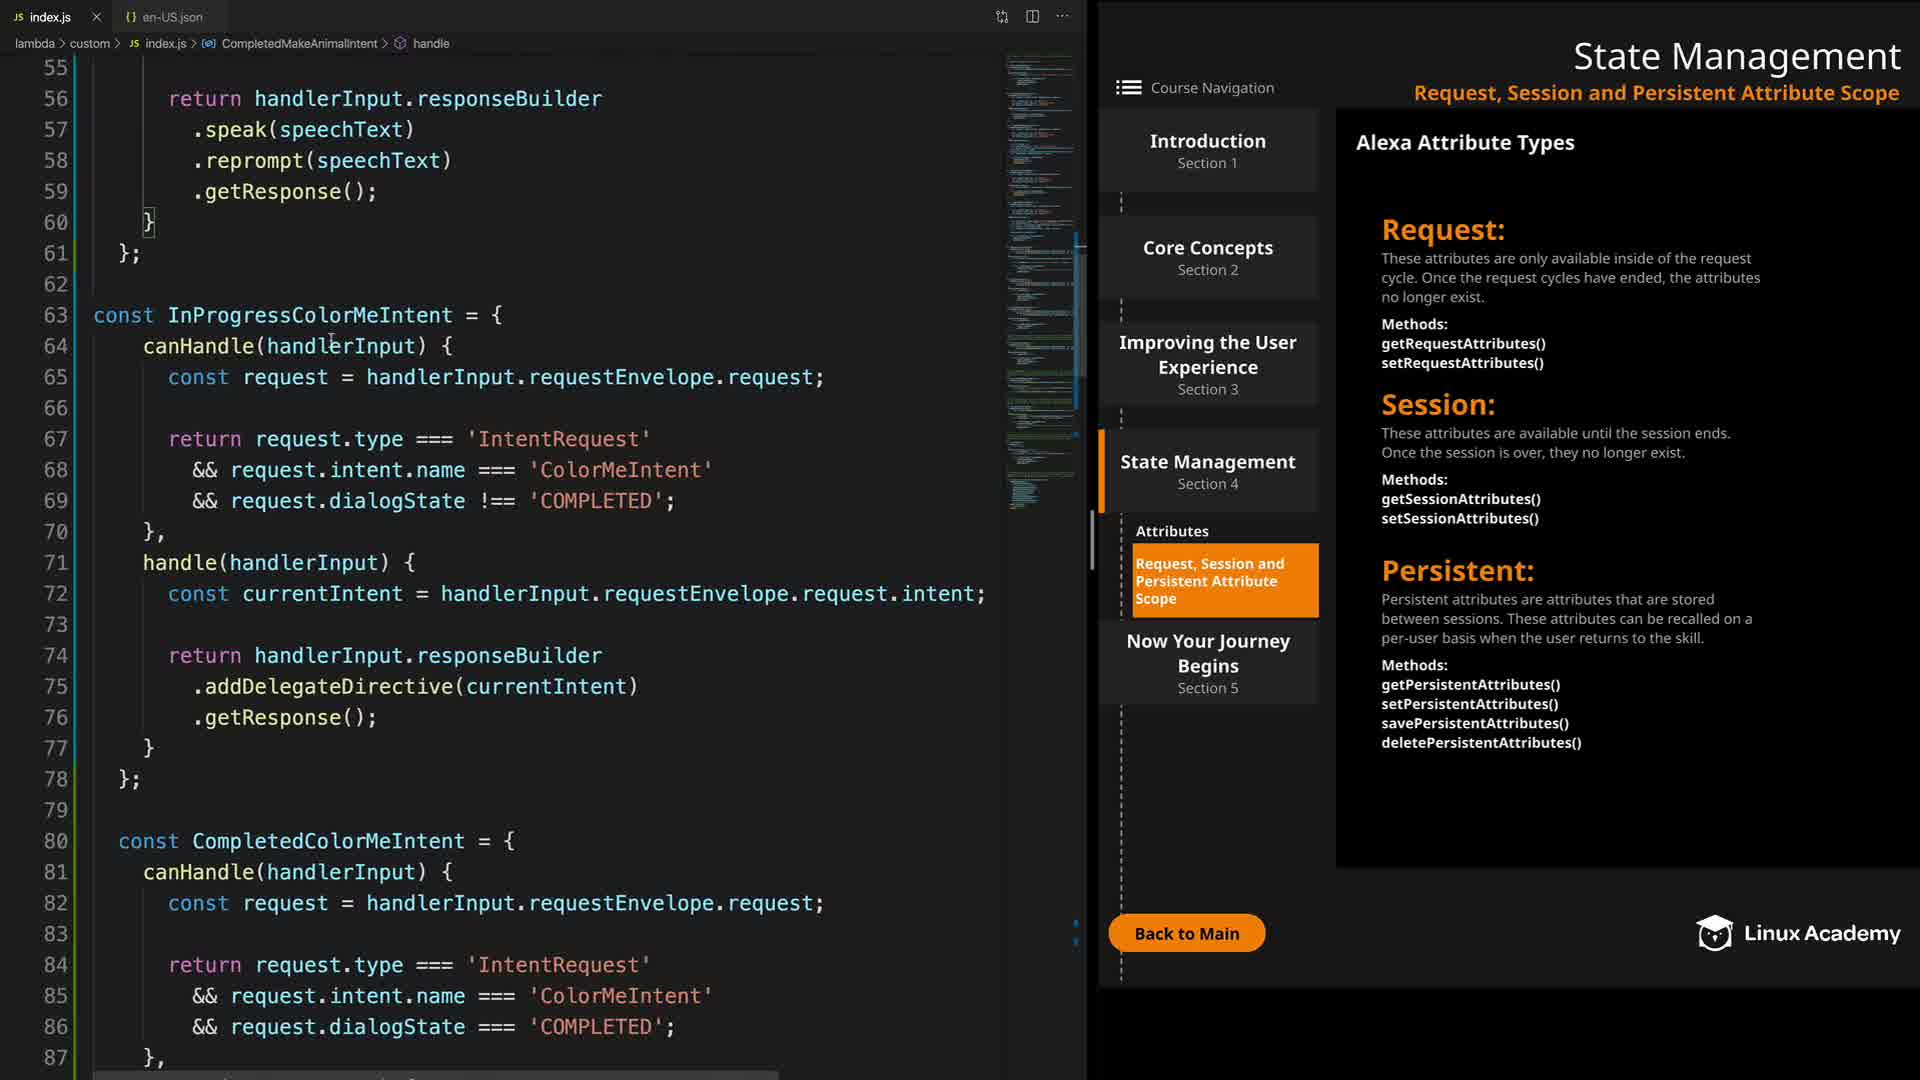 JS index.js × {} en-US.json ···
lambda > custom > JS index.js > CompletedMakeAnimalIntent > handle
55
56 return handlerInput.responseBuilder
57 .speak(speechText)
58 .reprompt(speechText)
59 .getResponse();
60 }
61 };
62
63 const InProgressColorMeIntent = {
64 canHandle(handlerInput) {
65 const request = handlerInput.requestEnvelope.request;
66
67 return request.type === 'IntentRequest'
68 && request.intent.name === 'ColorMeIntent'
69 && request.dialogState !== 'COMPLETED';
70 },
71 handle(handlerInput) {
72 const currentIntent = handlerInput.requestEnvelope.request.intent;
73
74 return handlerInput.responseBuilder
75 .addDelegateDirective(currentIntent)
76 .getResponse();
77 }
78 };
79
80 const CompletedColorMeIntent = {
81 canHandle(handlerInput) {
82 const request = handlerInput.requestEnvelope.request;
83
84 return request.type === 'IntentRequest'
85 && request.intent.name === 'ColorMeIntent'
86 && request.dialogState === 'COMPLETED';
87 },
State Management
Request, Session and Persistent Attribute Scope
Course Navigation
Introduction
Section 1
Core Concepts
Section 2
Improving the User
Experience
Section 3
State Management
Section 4
Attributes
Request, Session and
Persistent Attribute
Scope
Now Your Journey
Begins
Section 5
Back to Main
Alexa Attribute Types
Request:
These attributes are only available inside of the request
cycle. Once the request cycles have ended, the attributes
no longer exist.
Methods:
getRequestAttributes()
setRequestAttributes()
Session:
These attributes are available until the session ends.
Once the session is over, they no longer exist.
Methods:
getSessionAttributes()
setSessionAttributes()
Persistent:
Persistent attributes are attributes that are stored
between sessions. These attributes can be recalled on a
per-user basis when the user returns to the skill.
Methods:
getPersistentAttributes()
setPersistentAttributes()
savePersistentAttributes()
deletePersistentAttributes()
Linux Academy